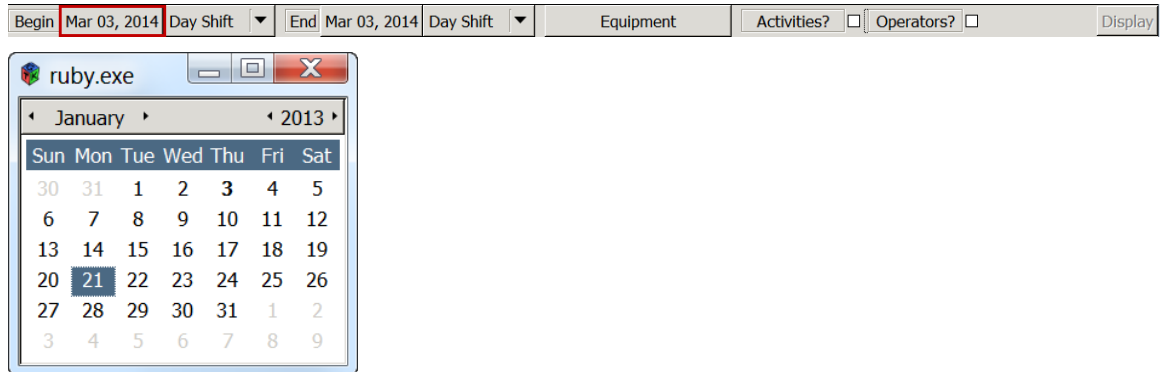 Begin Mar 03, 2014 Day Shift End Mar 03, 2014 Day Shift Equipment Activities? Operators? Display
ruby.exe
January 2013
Sun Mon Tue Wed Thu Fri Sat
30 31 1 2 3 4 5
6 7 8 9 10 11 12
13 14 15 16 17 18 19
20 21 22 23 24 25 26
27 28 29 30 31 1 2
3 4 5 6 7 8 9